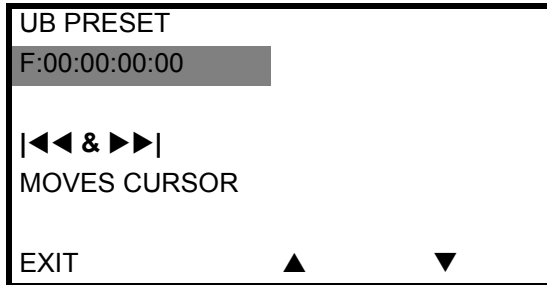 UB PRESET
F:00:00:00:00
|◀◀ & ▶▶|
MOVES CURSOR
EXIT ▲ ▼